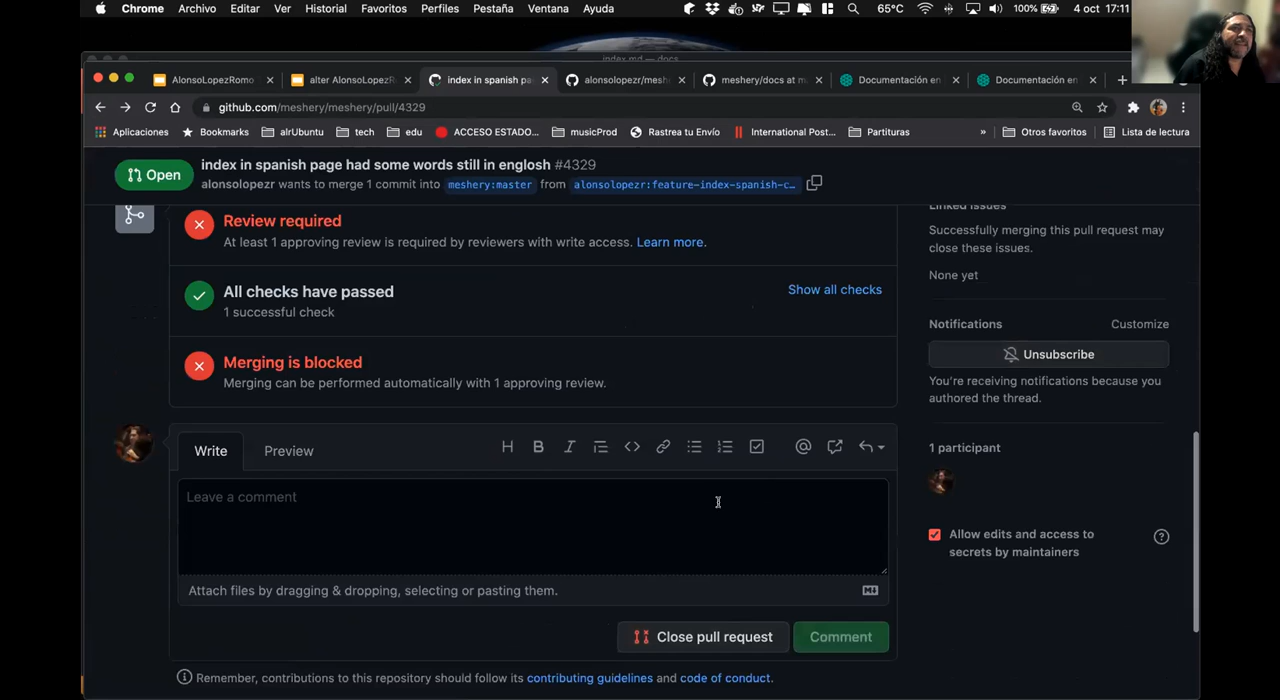 Chrome Archivo Editar Ver Historial Favoritos Perfiles Pestaña Ventana Ayuda 65°C 100% 4 oct 17:11
index.md — docs
AlonsoLopezRomo alter AlonsoLopezR index in spanish pa alonsolopezr/mesh meshery/docs at m Documentación en Documentación en
github.com/meshery/meshery/pull/4329
Aplicaciones Bookmarks alrUbuntu tech edu ACCESO ESTADO... musicProd Rastrea tu Envío International Post... Partituras » Otros favoritos Lista de lectura
Open
index in spanish page had some words still in englosh #4329
alonsolopezr wants to merge 1 commit into meshery:master from alonsolopezr:feature-index-spanish-c…
Review required
At least 1 approving review is required by reviewers with write access. Learn more.
All checks have passed
1 successful check
Show all checks
Merging is blocked
Merging can be performed automatically with 1 approving review.
Write Preview
H B I
Leave a comment
Attach files by dragging & dropping, selecting or pasting them.
Close pull request Comment
Remember, contributions to this repository should follow its contributing guidelines and code of conduct.
Linked issues
Successfully merging this pull request may
close these issues.
None yet
Notifications Customize
Unsubscribe
You're receiving notifications because you
authored the thread.
1 participant
Allow edits and access to
secrets by maintainers